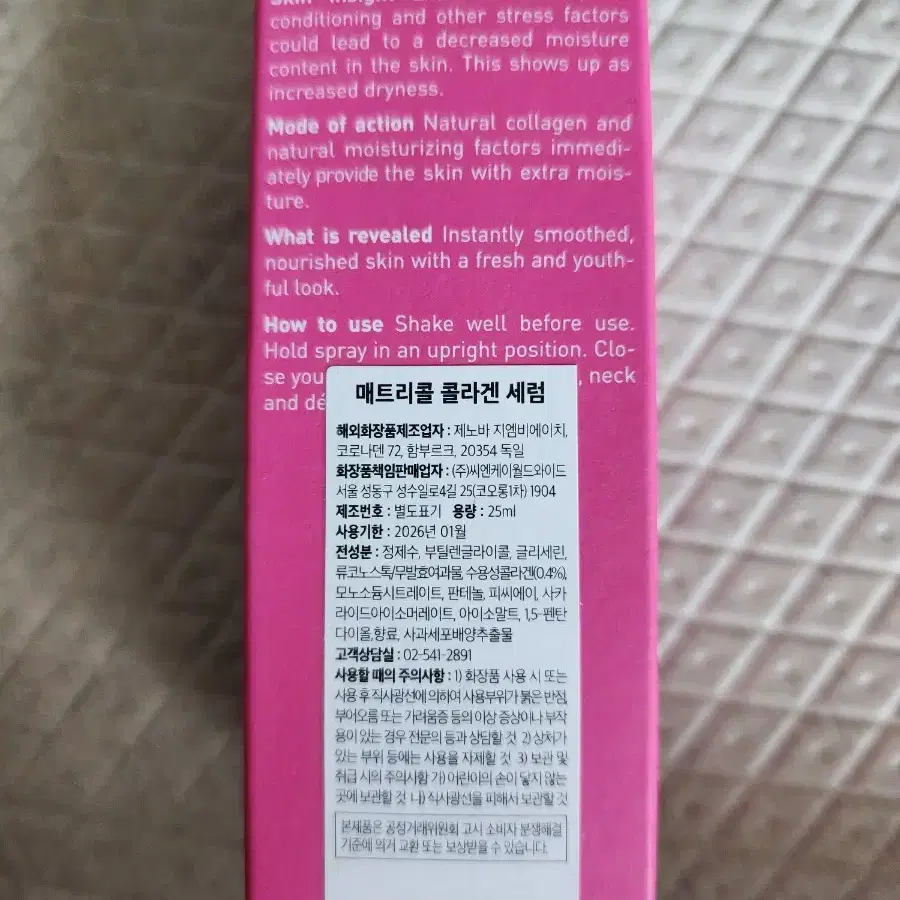 Skin insight
conditioning and other stress factors
could lead to a decreased moisture
content in the skin. This shows up as
increased dryness.
Mode of action Natural collagen and
natural moisturizing factors immedi-
ately provide the skin with extra mois-
ture.
What is revealed Instantly smoothed,
nourished skin with a fresh and youth-
ful look.
How to use Shake well before use.
Hold spray in an upright position. Clo-
se you , neck
and dé
매트리콜 콜라겐 세럼
해외화장품제조업자 : 제노바 지엠비에이치,
코로나덴 72, 함부르크, 20354 독일
화장품책임판매업자 : (주)씨엔케이월드와이드
서울 성동구 성수일로4길 25(코오롱1차) 1904
제조번호 : 별도표기 용량 : 25ml
사용기한 : 2026년 01월
전성분 : 정제수, 부틸렌글라이콜, 글리세린,
류코노스톡/무발효여과물, 수용성콜라겐(0.4%),
모노소듐시트레이트, 판테놀, 피씨에이, 사카
라이드아이소머레이트, 아이소말트, 1,5-펜탄
다이올,향료, 사과세포배양추출물
고객상담실 : 02-541-2891
사용할 때의 주의사항 : 1) 화장품 사용 시 또는
사용 후 직사광선에 의하여 사용부위가 붉은 반점,
부어오름 또는 가려움증 등의 이상 증상이나 부작
용이 있는 경우 전문의 등과 상담할 것 2) 상처가
있는 부위 등에는 사용을 자제할 것 3) 보관 및
취급 시의 주의사항 가) 어린이의 손이 닿지 않는
곳에 보관할 것 나) 직사광선을 피해서 보관할 것
본제품은 공정거래위원회 고시 소비자 분쟁해결
기준에 의거 교환 또는 보상받을 수 있습니다.